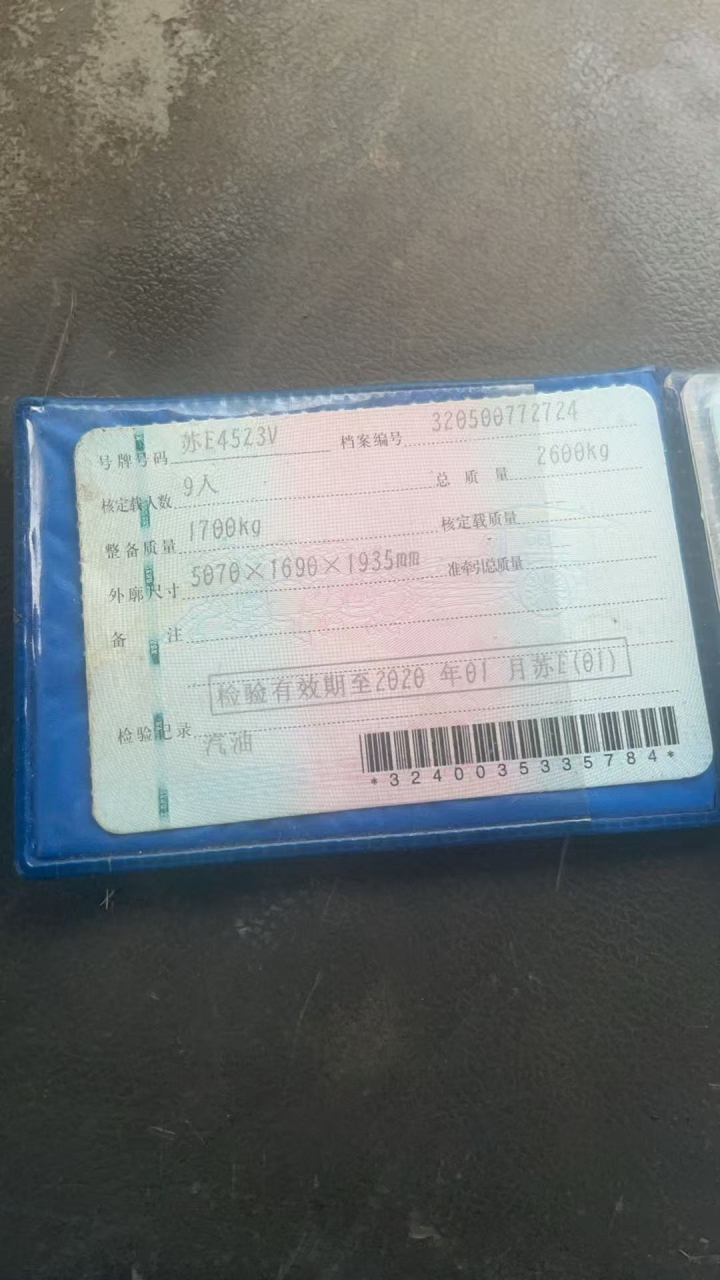 号牌号码 苏E4523V 档案编号 320500772724
核定载人数 9人 总质量 2600kg
整备质量 1700kg 核定载质量
外廓尺寸 5070×1690×1935mm 准牵引总质量
备注
检验有效期至2020年01月苏E(01)
检验记录 汽油
*3240035335784*